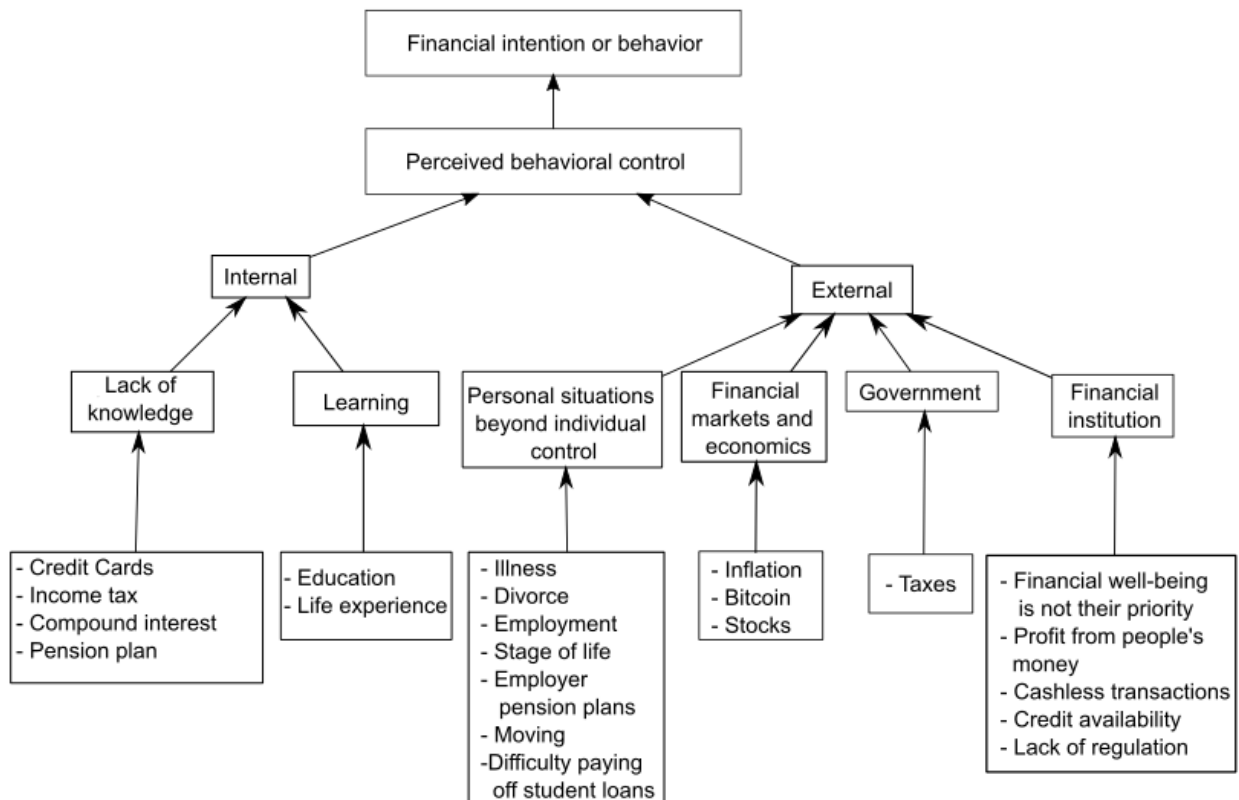 Financial intention or behavior
Perceived behavioral control
Internal
External
Lack of
knowledge
Learning
Personal situations
beyond individual
control
Financial
markets and
economics
Government
Financial
institution
- Credit Cards
- Income tax
- Compound interest
- Pension plan
- Education
- Life experience
- Illness
- Divorce
- Employment
- Stage of life
- Employer
pension plans
- Moving
-Difficulty paying
off student loans
- Inflation
- Bitcoin
- Stocks
- Taxes
- Financial well-being
is not their priority
- Profit from people's
money
- Cashless transactions
- Credit availability
- Lack of regulation